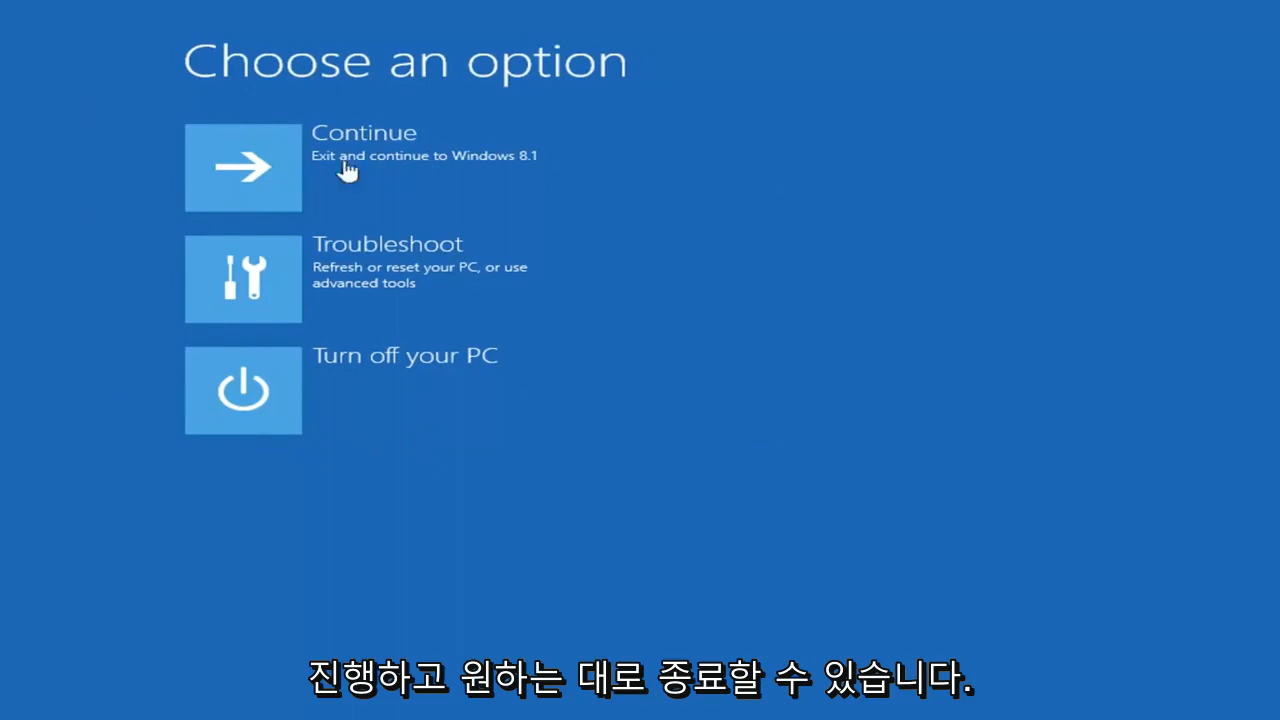 Choose an option
Continue
Exit and continue to Windows 8.1
Troubleshoot
Refresh or reset your PC, or use
advanced tools
Turn off your PC
진행하고 원하는 대로 종료할 수 있습니다.